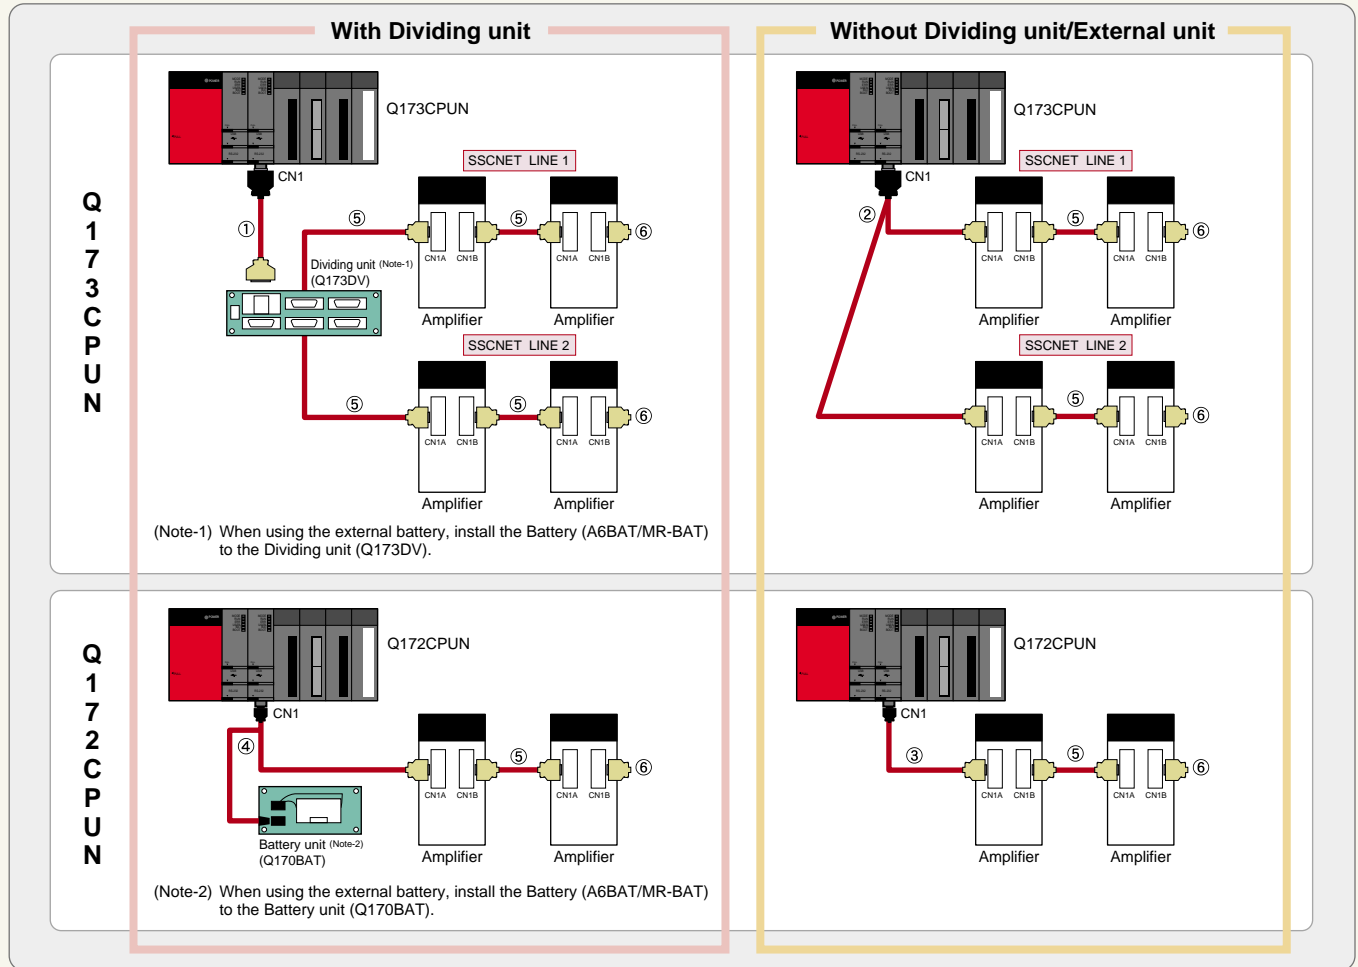 With Dividing unit
Without Dividing unit/External unit
Q173CPUN
Q173CPUN
CN1
SSCNET LINE 1
①
⑤
⑤
⑥
CN1A
CN1B
CN1A
CN1B
Dividing unit (Note-1)
(Q173DV)
Amplifier
Amplifier
SSCNET LINE 2
⑤
⑤
⑥
CN1A
CN1B
CN1A
CN1B
Amplifier
Amplifier
(Note-1) When using the external battery, install the Battery (A6BAT/MR-BAT)
to the Dividing unit (Q173DV).
Q173CPUN
CN1
SSCNET LINE 1
②
⑤
⑥
CN1A
CN1B
CN1A
CN1B
Amplifier
Amplifier
SSCNET LINE 2
⑤
⑥
CN1A
CN1B
CN1A
CN1B
Amplifier
Amplifier
Q172CPUN
Q172CPUN
CN1
④
⑤
⑥
CN1A
CN1B
CN1A
CN1B
Battery unit (Note-2)
(Q170BAT)
Amplifier
Amplifier
(Note-2) When using the external battery, install the Battery (A6BAT/MR-BAT)
to the Battery unit (Q170BAT).
Q172CPUN
CN1
③
⑤
⑥
CN1A
CN1B
CN1A
CN1B
Amplifier
Amplifier